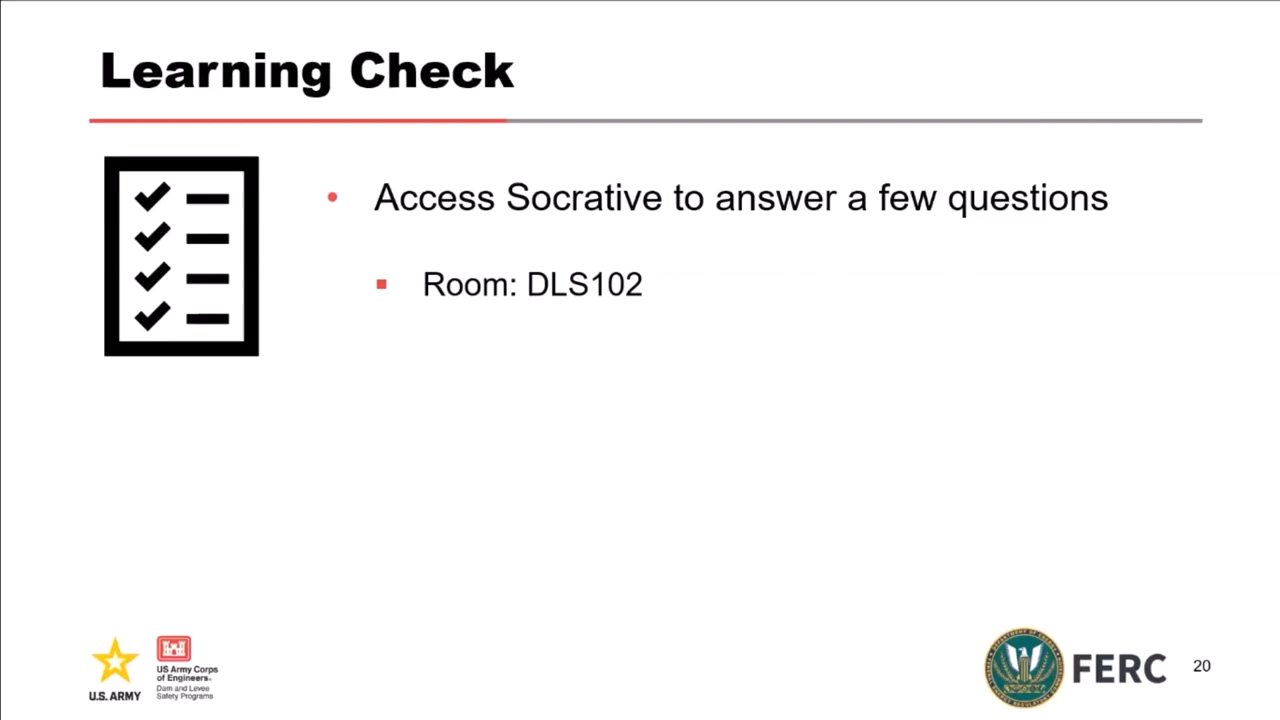 Learning Check
• Access Socrative to answer a few questions
▪ Room: DLS102
U.S. ARMY
US Army Corps
of Engineers®
Dam and Levee
Safety Programs
FERC
20